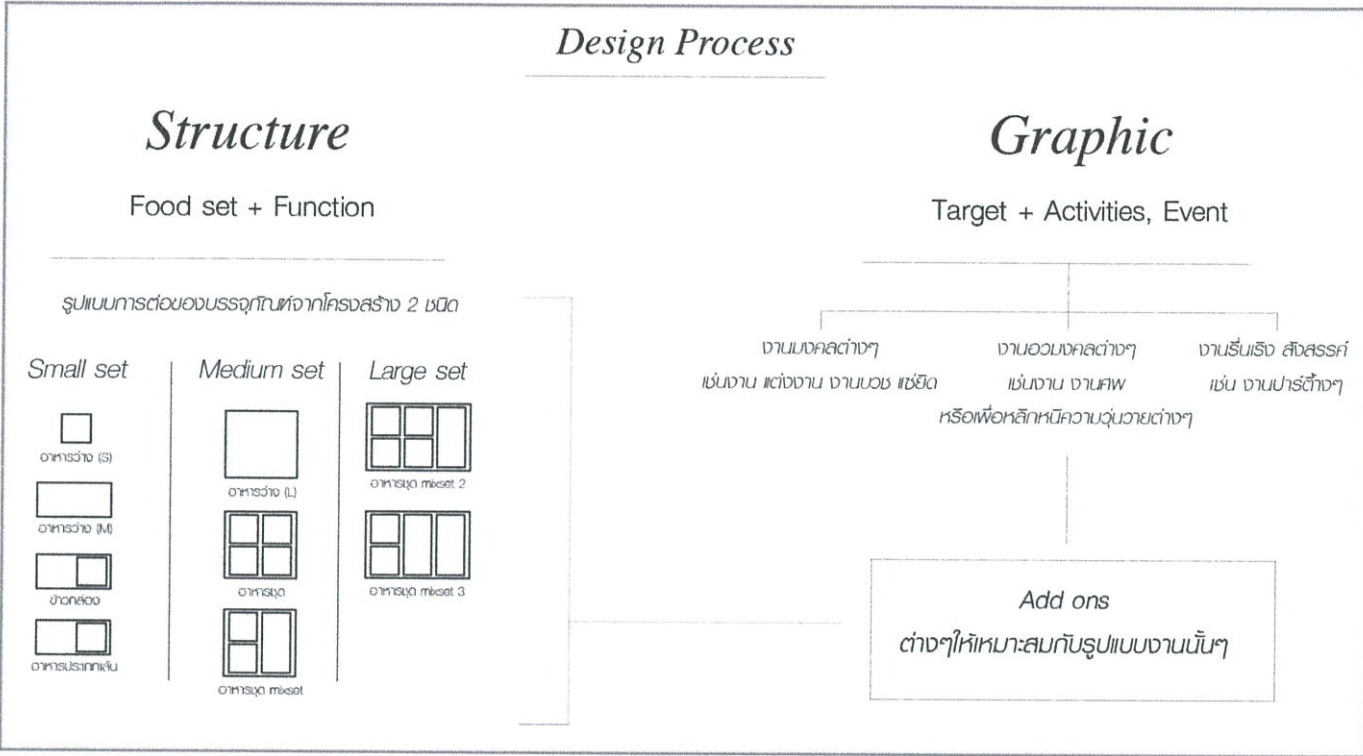 Design Process
Structure
Food set + Function
รูปแบบการต่อของบรรจุภัณฑ์จากโครงสร้าง 2 ชนิด
Small set
อาหารว่าง (S)
อาหารว่าง (M)
ข้าวกล่อง
อาหารประเภทเส้น
Medium set
อาหารว่าง (L)
อาหารชุด
อาหารชุด mixset
Large set
อาหารชุด mixset 2
อาหารชุด mixset 3
Graphic
Target + Activities, Event
งานมงคลต่างๆ
เช่นงาน แต่งงาน งานบวช แซยิด
งานอวมงคลต่างๆ
เช่นงาน งานศพ
งานรื่นเริง สังสรรค์
เช่น งานปาร์ตี้างๆ
หรือเพื่อหลีกหนีความวุ่นวายต่างๆ
Add ons
ต่างๆให้เหมาะสมกับรูปแบบงานนั้นๆ